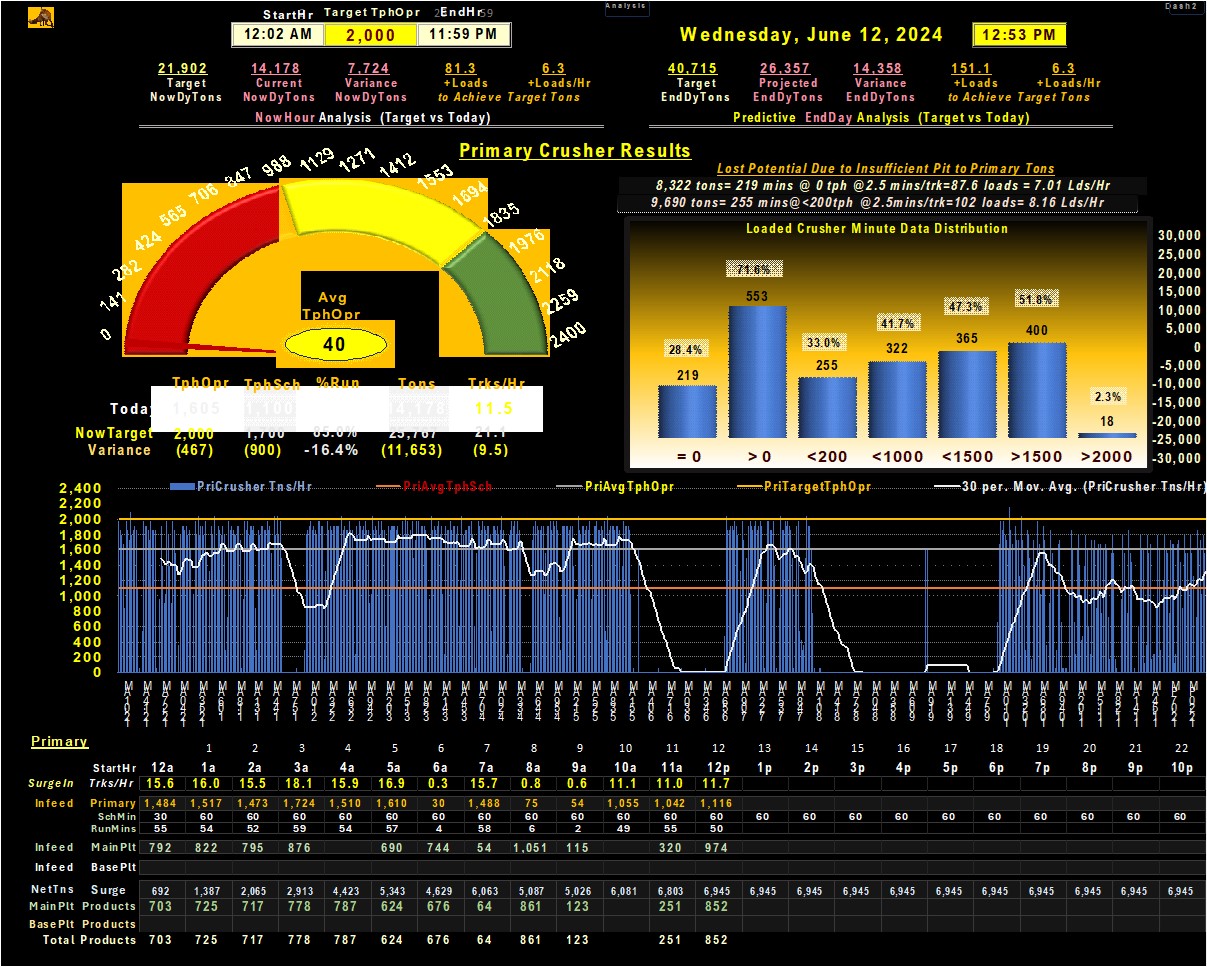 StartHr Target TphOpr EndHr 59
12:02 AM 2,000 11:59 PM
Analysis
Dash2
Wednesday, June 12, 2024 12:53 PM
21,902 14,178 7,724 81.3 6.3
Target Current Variance +Loads +Loads/Hr
NowDyTons NowDyTons NowDyTons to Achieve Target Tons
NowHour Analysis (Target vs Today)
40,715 26,357 14,358 151.1 6.3
Target Projected Variance +Loads +Loads/Hr
EndDyTons EndDyTons EndDyTons to Achieve Target Tons
Predictive EndDay Analysis (Target vs Today)
Primary Crusher Results
Lost Potential Due to Insufficient Pit to Primary Tons
8,322 tons= 219 mins @ 0 tph @2.5 mins/trk=87.6 loads = 7.01 Lds/Hr
9,690 tons= 255 mins@<200tph @2.5mins/trk=102 loads= 8.16 Lds/Hr
0 141 282 424 565 706 847 988 1129 1271 1412 1553 1694 1835 1976 2118 2259 2400
Avg
TphOpr
40
TphOpr TphSch %Run Tons Trks/Hr
Today 1,605 1,100 14,178 11.5
NowTarget 2,000 1,700 85.0% 25,767 21.1
Variance (467) (900) -16.4% (11,653) (9.5)
Loaded Crusher Minute Data Distribution
28.4% 71.6% 33.0% 41.7% 47.3% 51.8% 2.3%
219 553 255 322 365 400 18
= 0 > 0 <200 <1000 <1500 >1500 >2000
30,000
25,000
20,000
15,000
10,000
5,000
0
-5,000
-10,000
-15,000
-20,000
-25,000
-30,000
PriCrusher Tns/Hr PriAvgTphSch PriAvgTphOpr PriTargetTphOpr 30 per. Mov. Avg. (PriCrusher Tns/Hr)
2,400
2,200
2,000
1,800
1,600
1,400
1,200
1,000
800
600
400
200
0
Primary
1 2 3 4 5 6 7 8 9 10 11 12 13 14 15 16 17 18 19 20 21 22
StartHr 12a 1a 2a 3a 4a 5a 6a 7a 8a 9a 10a 11a 12p 1p 2p 3p 4p 5p 6p 7p 8p 9p 10p
SurgeIn Trks/Hr 15.6 16.0 15.5 18.1 15.9 16.9 0.3 15.7 0.8 0.6 11.1 11.0 11.7
Infeed Primary 1,484 1,517 1,473 1,724 1,510 1,610 30 1,488 75 54 1,055 1,042 1,116
SchMin 30 60 60 60 60 60 60 60 60 60 60 60 60 60 60 60 60 60 60 60 60 60 60
RunMins 55 54 52 59 54 57 4 58 6 2 49 55 50
Infeed MainPlt 792 822 795 876 690 744 54 1,051 115 320 974
Infeed BasePlt
NetTns Surge 692 1,387 2,065 2,913 4,423 5,343 4,629 6,063 5,087 5,026 6,081 6,803 6,945 6,945 6,945 6,945 6,945 6,945 6,945 6,945 6,945 6,945 6,945
MainPlt Products 703 725 717 778 787 624 676 64 861 123 251 852
BasePlt Products
Total Products 703 725 717 778 787 624 676 64 861 123 251 852